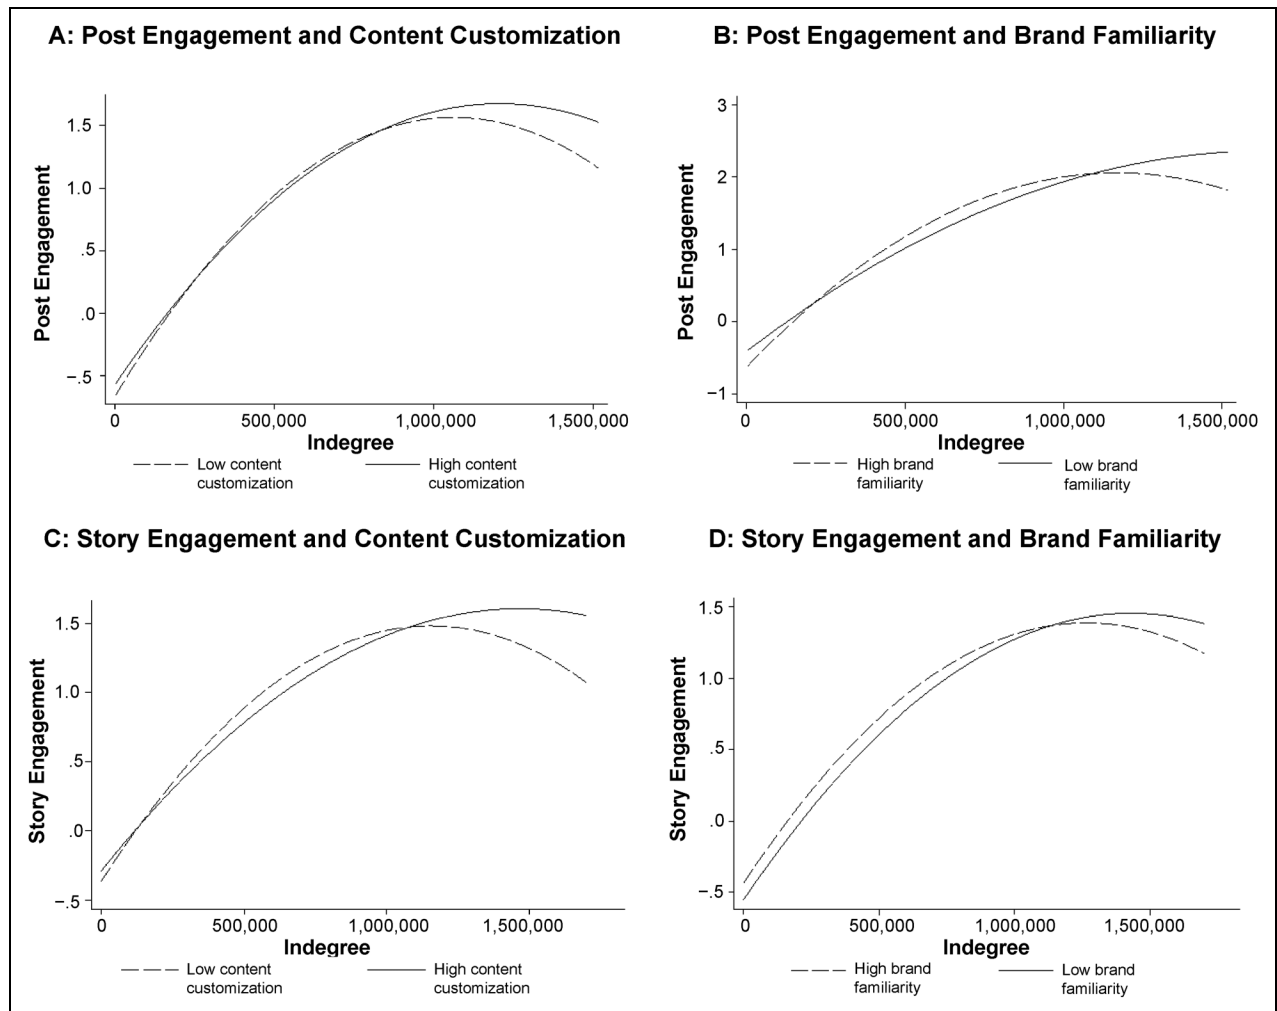 A: Post Engagement and Content Customization
Post Engagement
1.5
1.0
.5
.0
−.5
0
500,000
1,000,000
1,500,000
Indegree
Low content
customization
High content
customization
B: Post Engagement and Brand Familiarity
Post Engagement
3
2
1
0
−1
0
500,000
1,000,000
1,500,000
Indegree
High brand
familiarity
Low brand
familiarity
C: Story Engagement and Content Customization
Story Engagement
1.5
1.0
.5
.0
−.5
0
500,000
1,000,000
1,500,000
Indegree
Low content
customization
High content
customization
D: Story Engagement and Brand Familiarity
Story Engagement
1.5
1.0
.5
.0
−.5
0
500,000
1,000,000
1,500,000
Indegree
High brand
familiarity
Low brand
familiarity